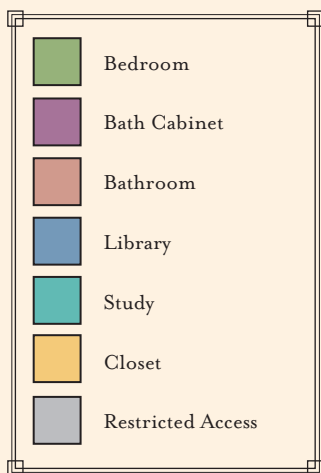 Bedroom
Bath Cabinet
Bathroom
Library
Study
Closet
Restricted Access